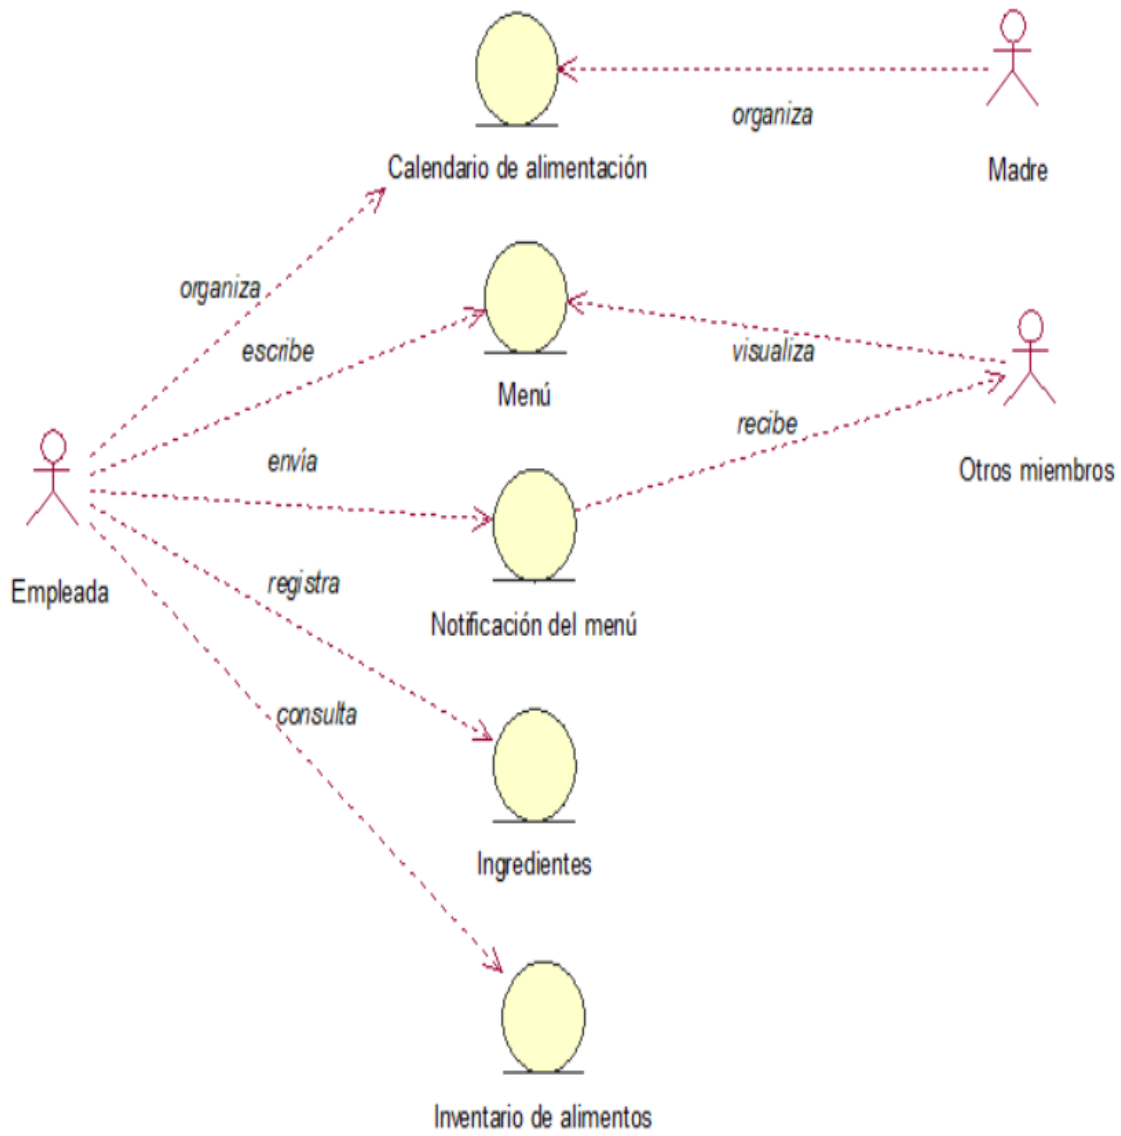 organiza
Calendario de alimentación
Madre
organiza
escribe
visualiza
Menú
recibe
envía
Otros miembros
registra
Empleada
Notificación del menú
consulta
Ingredientes
Inventario de alimentos